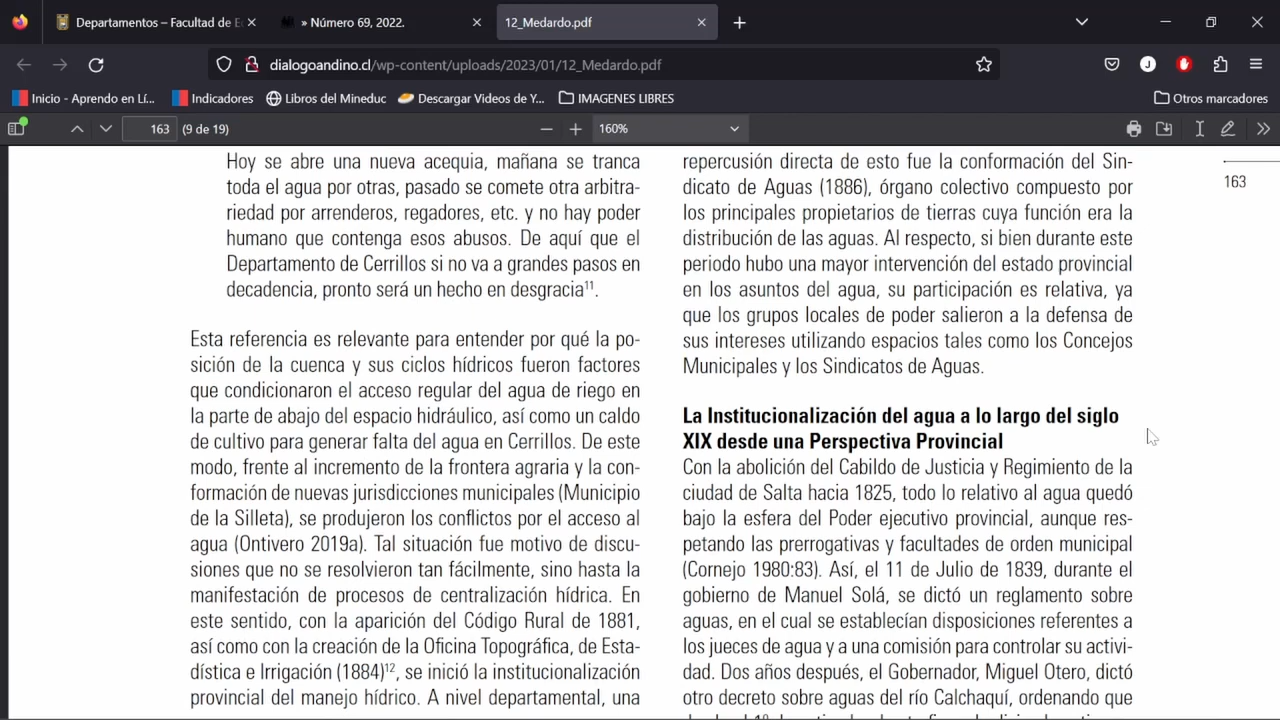 Departamentos – Facultad de E
» Número 69, 2022.
12_Medardo.pdf
dialogoandino.cl/wp-content/uploads/2023/01/12_Medardo.pdf
J
Inicio - Aprendo en Lí...
Indicadores
Libros del Mineduc
Descargar Videos de Y...
IMAGENES LIBRES
Otros marcadores
163
(9 de 19)
160%
Hoy se abre una nueva acequia, mañana se tranca
toda el agua por otras, pasado se comete otra arbitra-
riedad por arrenderos, regadores, etc. y no hay poder
humano que contenga esos abusos. De aquí que el
Departamento de Cerrillos si no va a grandes pasos en
decadencia, pronto será un hecho en desgracia¹¹.
Esta referencia es relevante para entender por qué la po-
sición de la cuenca y sus ciclos hídricos fueron factores
que condicionaron el acceso regular del agua de riego en
la parte de abajo del espacio hidráulico, así como un caldo
de cultivo para generar falta del agua en Cerrillos. De este
modo, frente al incremento de la frontera agraria y la con-
formación de nuevas jurisdicciones municipales (Municipio
de la Silleta), se produjeron los conflictos por el acceso al
agua (Ontivero 2019a). Tal situación fue motivo de discu-
siones que no se resolvieron tan fácilmente, sino hasta la
manifestación de procesos de centralización hídrica. En
este sentido, con la aparición del Código Rural de 1881,
así como con la creación de la Oficina Topográfica, de Esta-
dística e Irrigación (1884)¹², se inició la institucionalización
provincial del manejo hídrico. A nivel departamental, una
repercusión directa de esto fue la conformación del Sin-
dicato de Aguas (1886), órgano colectivo compuesto por
los principales propietarios de tierras cuya función era la
distribución de las aguas. Al respecto, si bien durante este
periodo hubo una mayor intervención del estado provincial
en los asuntos del agua, su participación es relativa, ya
que los grupos locales de poder salieron a la defensa de
sus intereses utilizando espacios tales como los Concejos
Municipales y los Sindicatos de Aguas.
La Institucionalización del agua a lo largo del siglo
XIX desde una Perspectiva Provincial
Con la abolición del Cabildo de Justicia y Regimiento de la
ciudad de Salta hacia 1825, todo lo relativo al agua quedó
bajo la esfera del Poder ejecutivo provincial, aunque res-
petando las prerrogativas y facultades de orden municipal
(Cornejo 1980:83). Así, el 11 de Julio de 1839, durante el
gobierno de Manuel Solá, se dictó un reglamento sobre
aguas, en el cual se establecían disposiciones referentes a
los jueces de agua y a una comisión para controlar su activi-
dad. Dos años después, el Gobernador, Miguel Otero, dictó
otro decreto sobre aguas del río Calchaquí, ordenando que
163